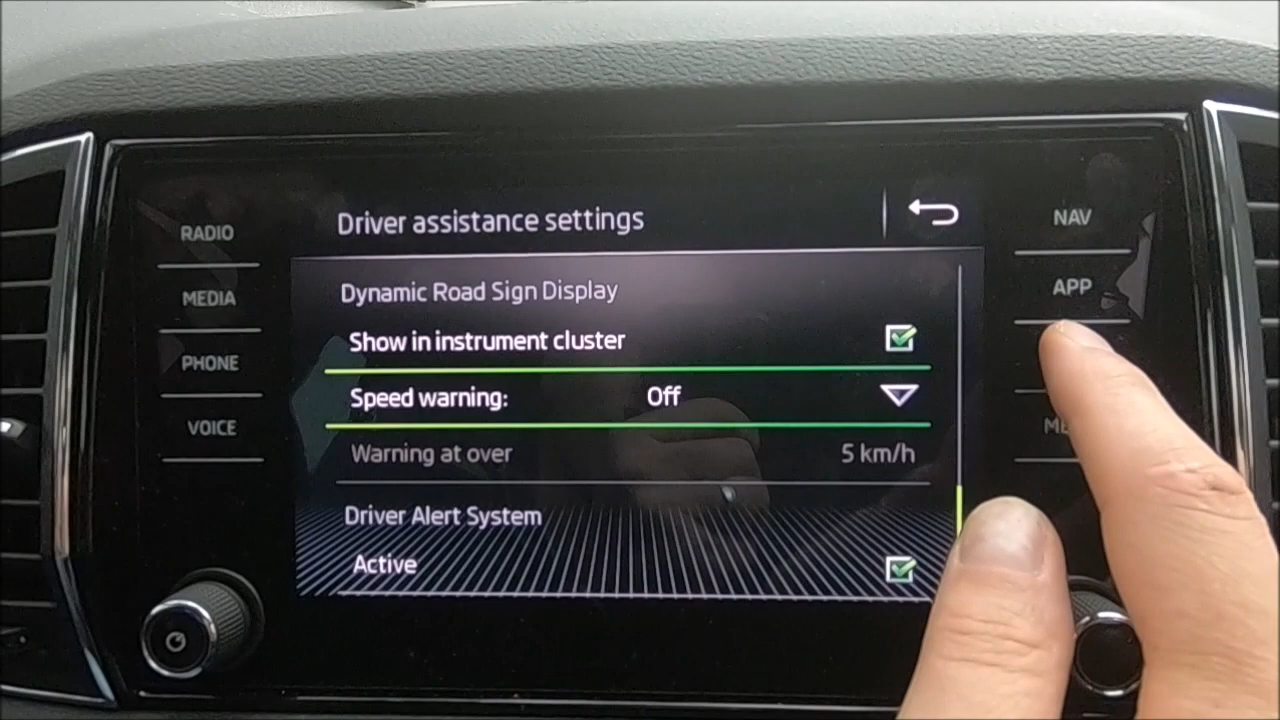 Driver assistance settings
RADIO
MEDIA
PHONE
VOICE
Dynamic Road Sign Display
Show in instrument cluster
Speed warning: Off
Warning at over 5 km/h
Driver Alert System
Active
NAV
APP